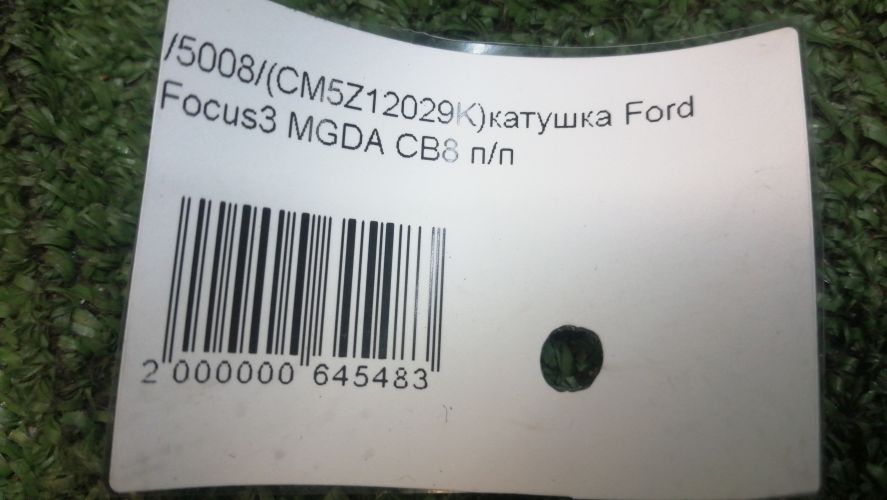 /5008/(CM5Z12029K)катушка Ford
Focus3 MGDA CB8 п/п
2 000000 645483